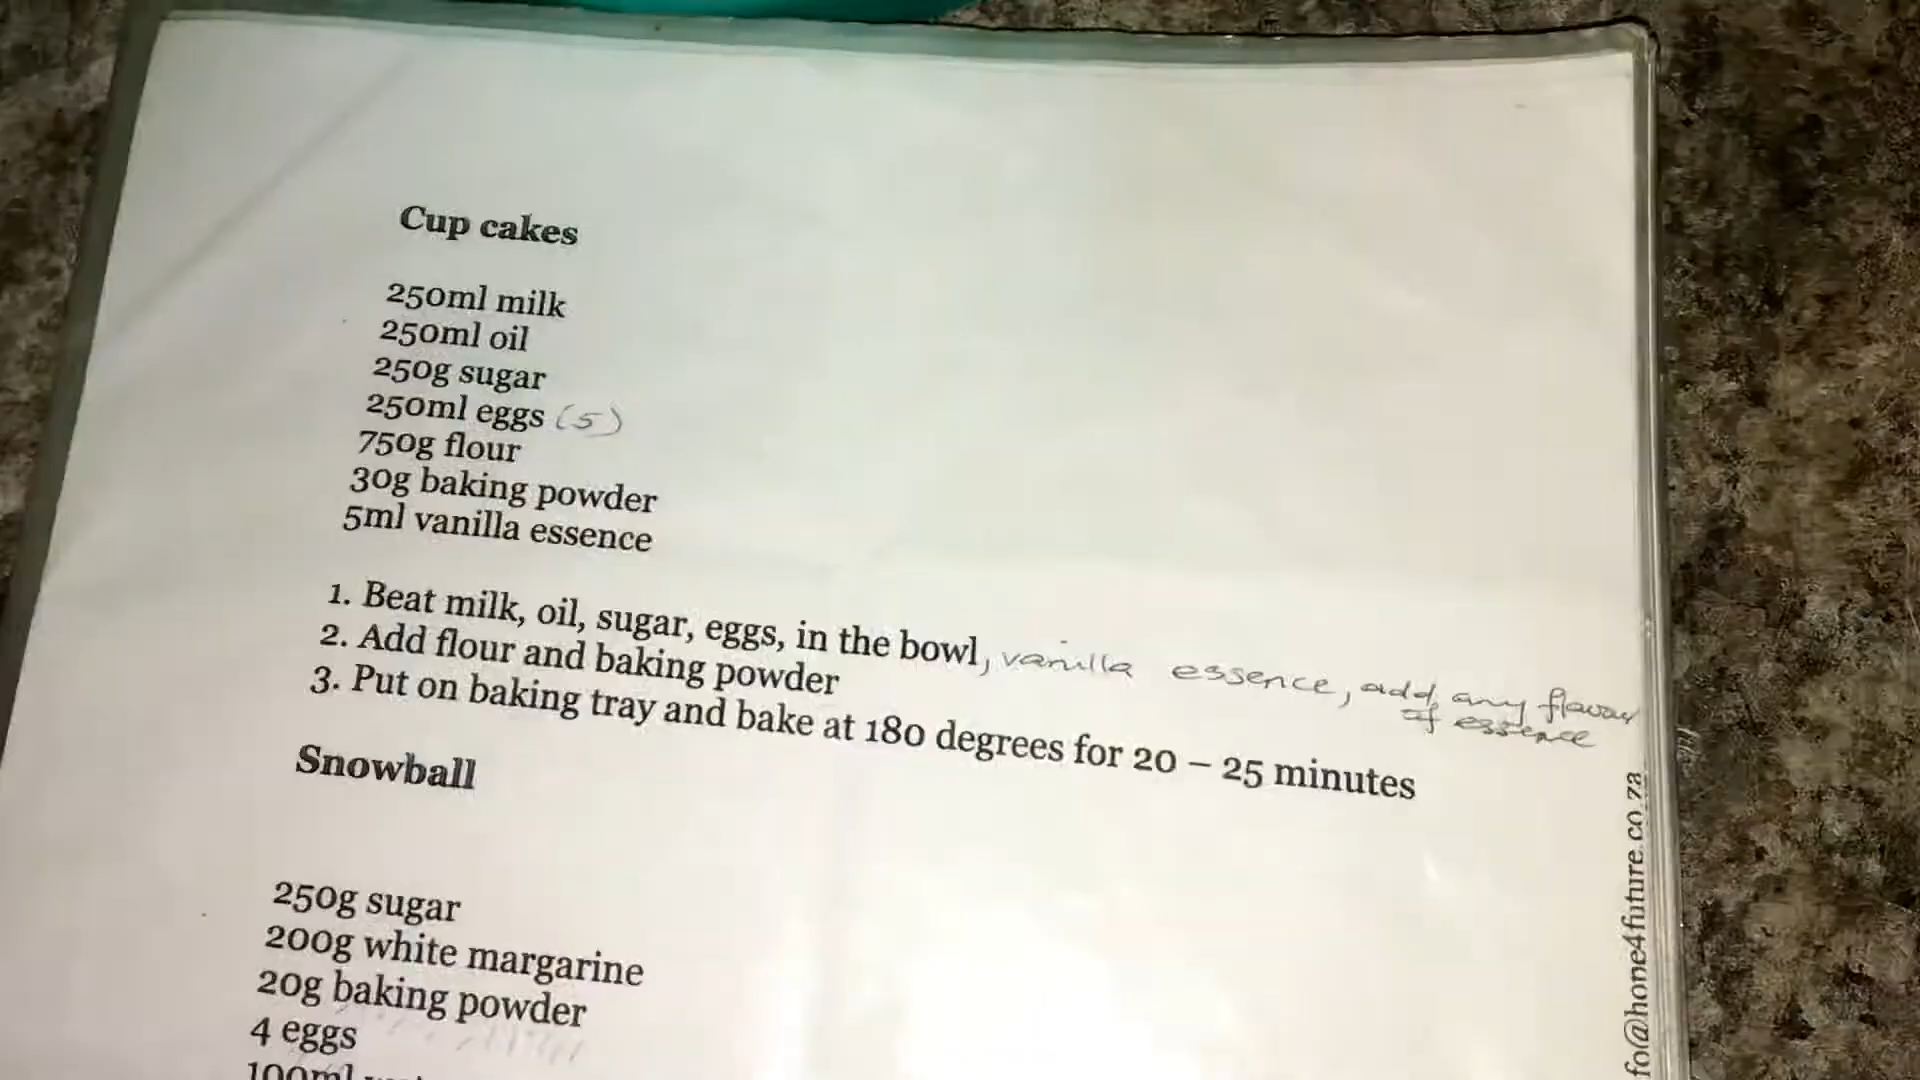 Cup cakes
250ml milk
250ml oil
250g sugar
250ml eggs (5)
750g flour
30g baking powder
5ml vanilla essence
1. Beat milk, oil, sugar, eggs, in the bowl, vanilla essence, add any flavour
of essence
2. Add flour and baking powder
3. Put on baking tray and bake at 180 degrees for 20 – 25 minutes
Snowball
250g sugar
200g white margarine
20g baking powder
4 eggs
100ml
fo@hone4future.co.za